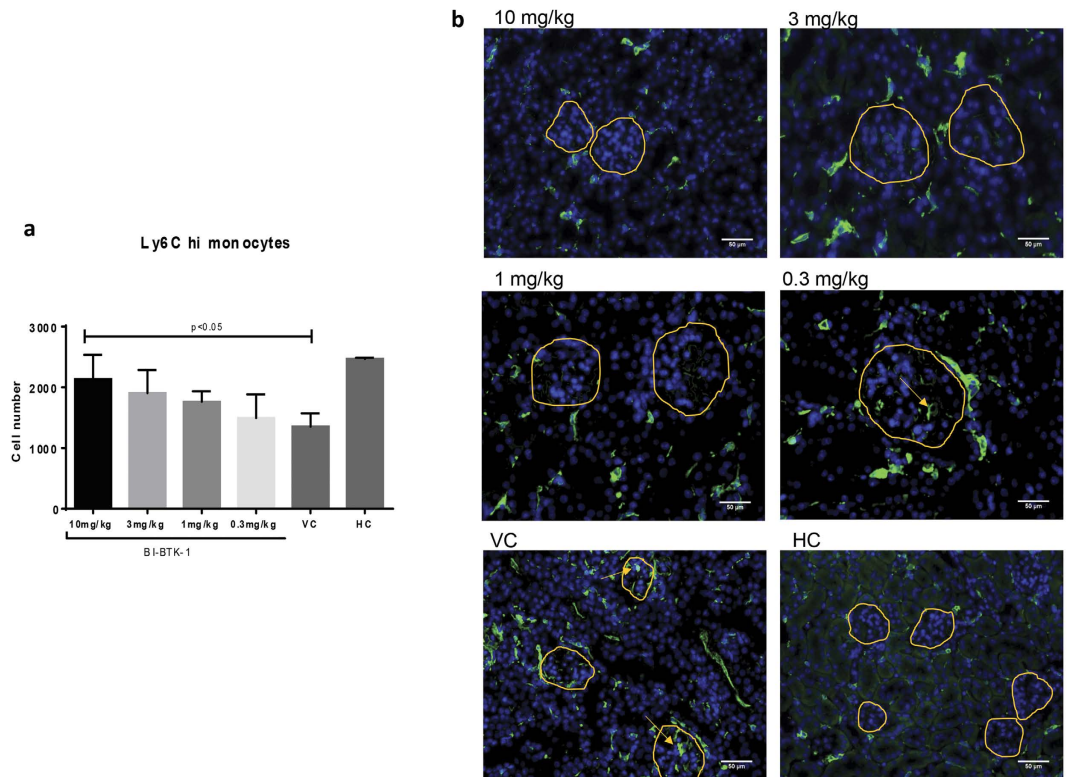 a
Ly6C hi monocytes
Cell number
3000
2000
1000
0
p<0.05
10mg/kg 3mg/kg 1mg/kg 0.3mg/kg VC HC
BI-BTK-1
b
10 mg/kg
50 µm
3 mg/kg
50 µm
1 mg/kg
50 µm
0.3 mg/kg
50 µm
VC
50 µm
HC
50 µm